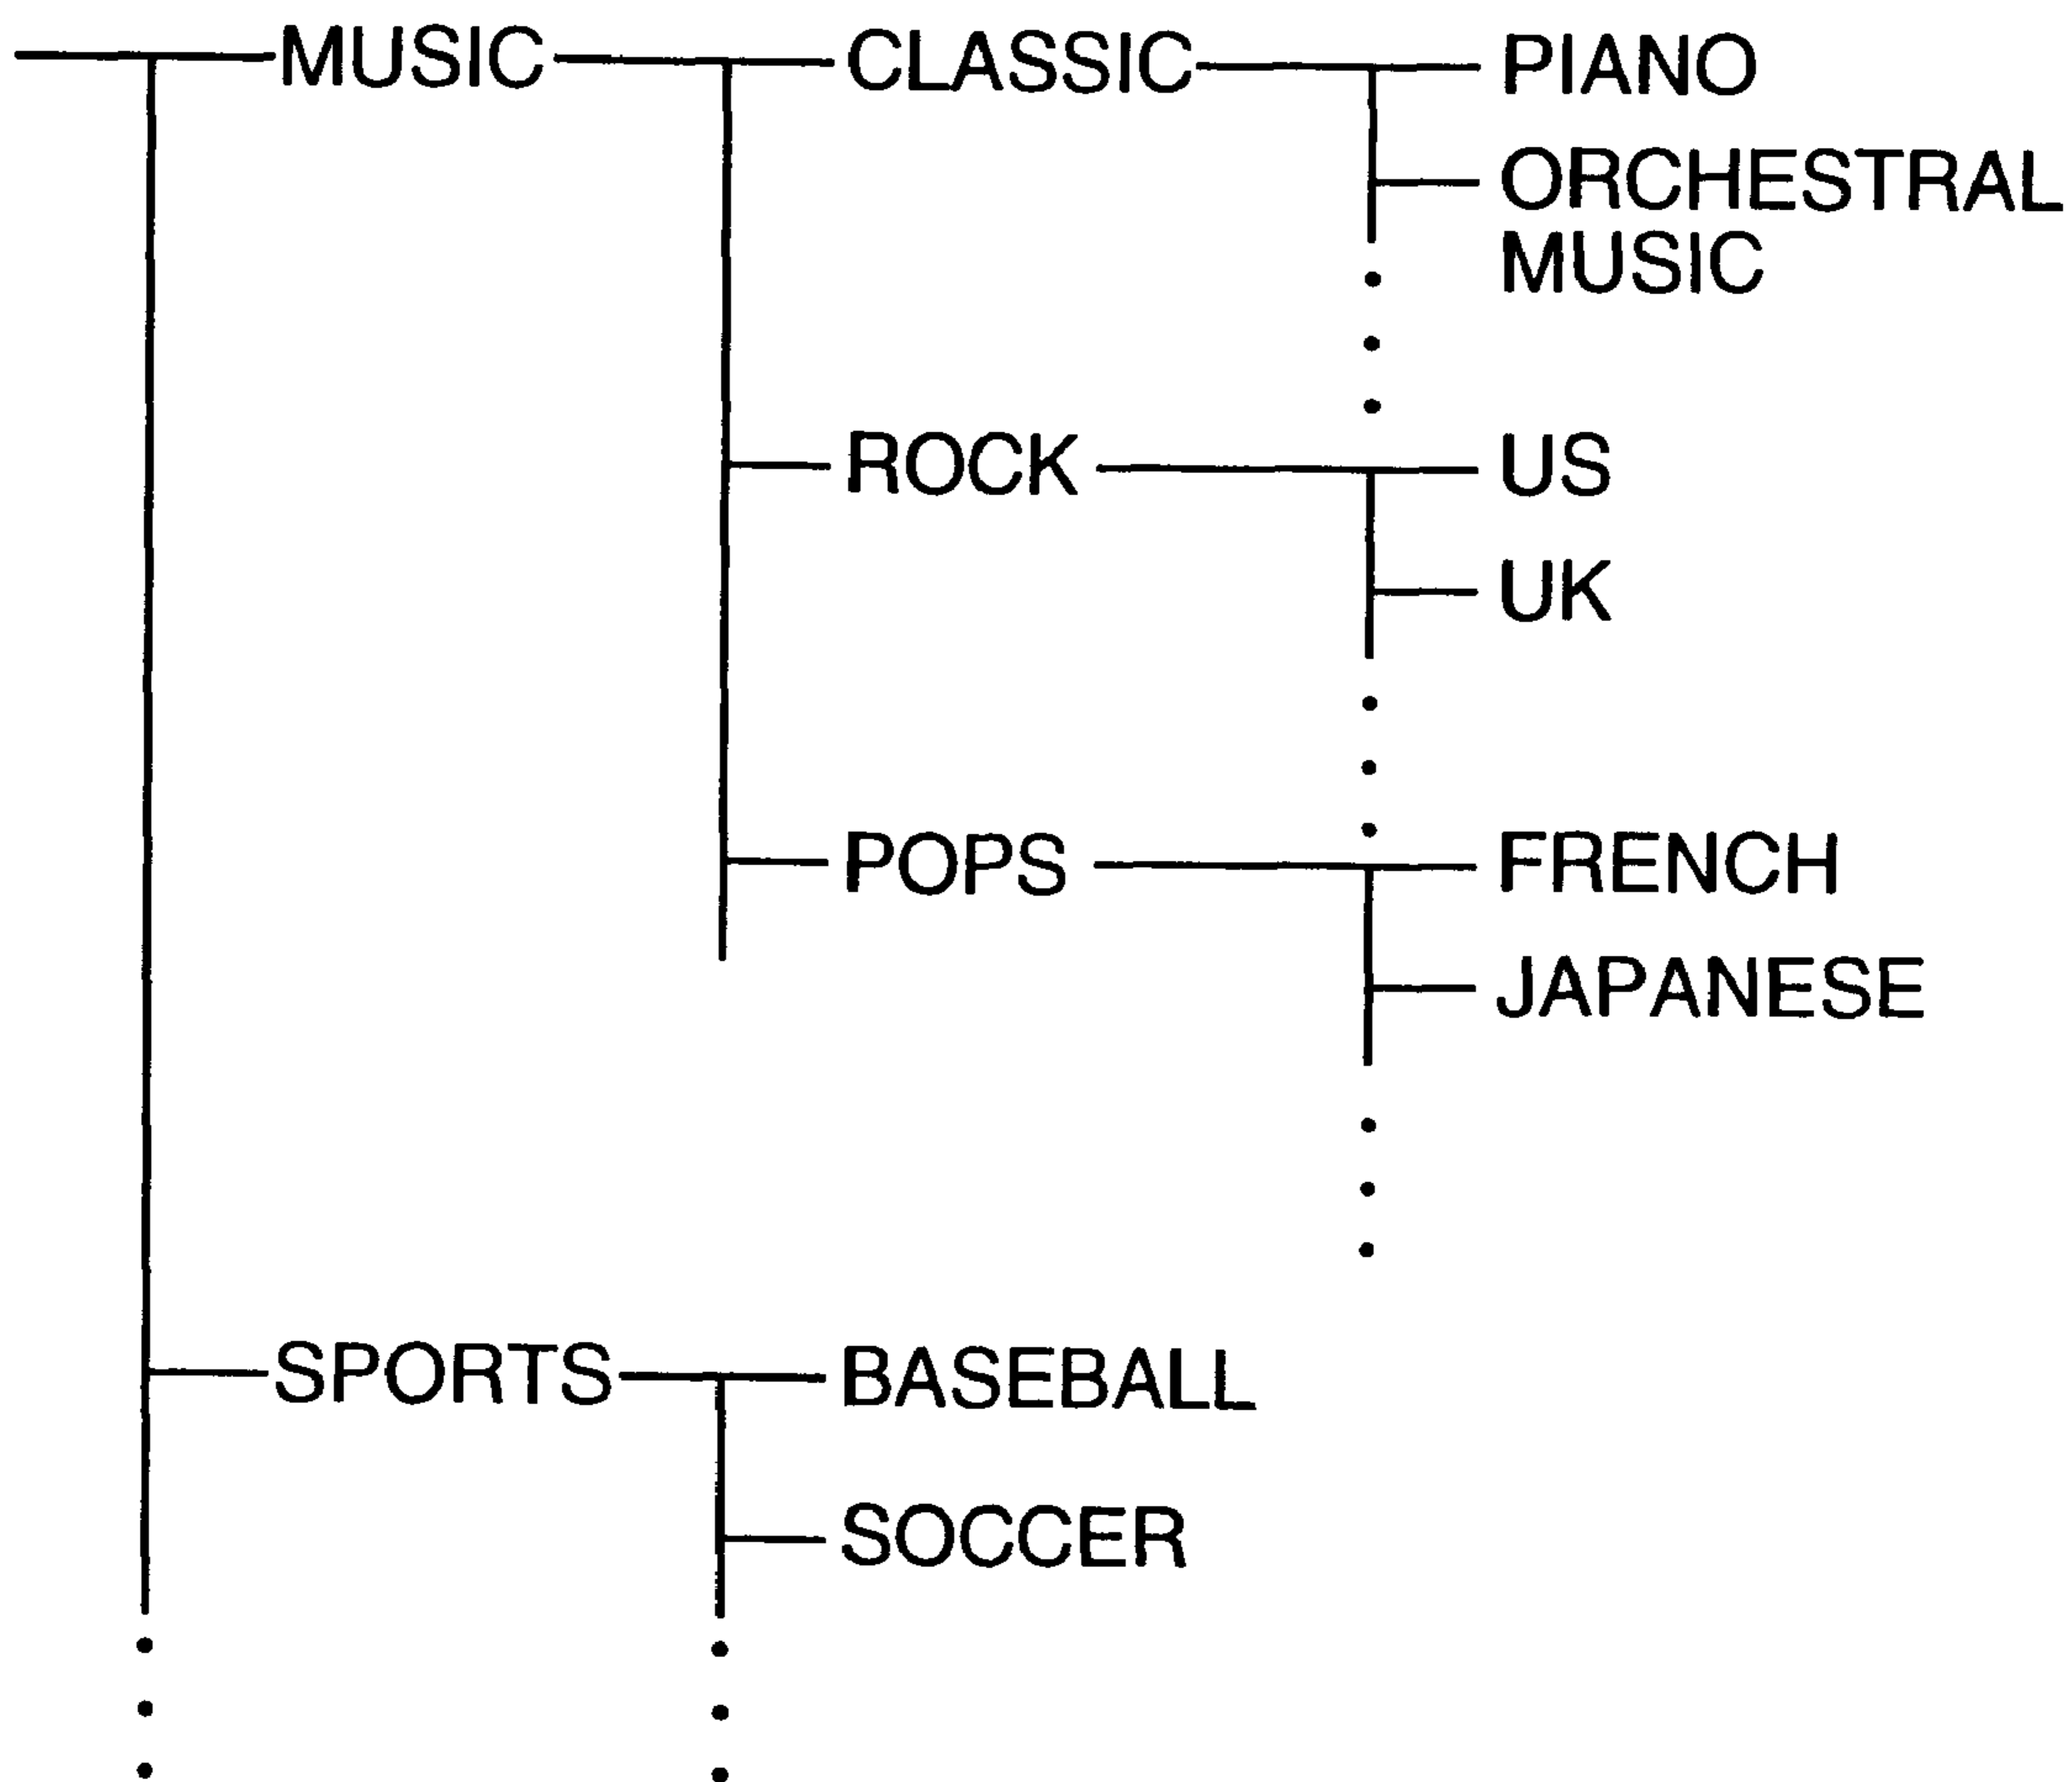 MUSIC CLASSIC PIANO
ORCHESTRAL
MUSIC
ROCK US
UK
POPS FRENCH
JAPANESE
SPORTS BASEBALL
SOCCER